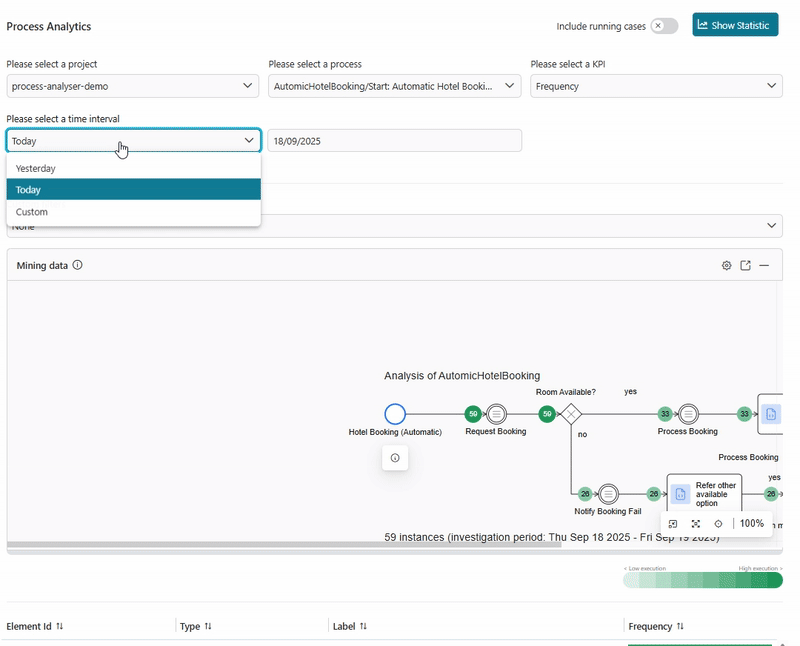 Process Analytics
Include running cases
Show Statistic
Please select a project
Please select a process
Please select a KPI
process-analyser-demo
AutomicHotelBooking/Start: Automatic Hotel Booki...
Frequency
Please select a time interval
Today
18/09/2025
Yesterday
Today
Custom
None
Mining data
Analysis of AutomicHotelBooking
Room Available?
yes
59
59
33
33
Hotel Booking (Automatic)
Request Booking
no
Process Booking
Process Booking
yes
26
26
Refer other
available
option
26
Notify Booking Fail
100%
59 instances (investigation period: Thu Sep 18 2025 - Fri Sep 19 2025)
< Low execution
High execution >
Element Id
Type
Label
Frequency